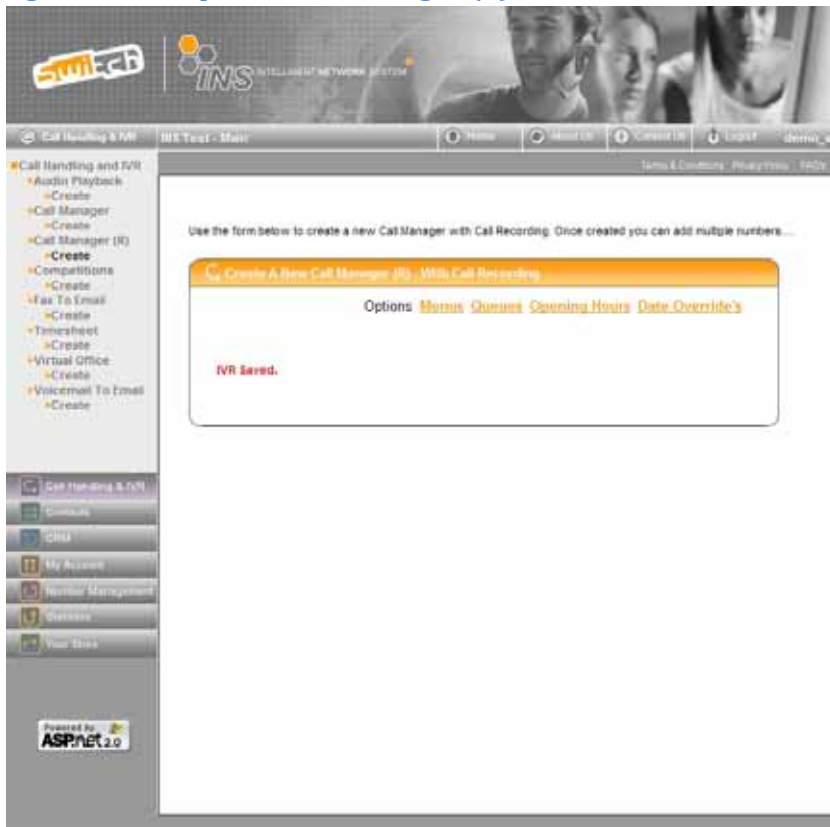 switch
INS INTELLIGENT NETWORK SYSTEM
Call Handling & IVR
INS Test - Main
Home
About Us
Contact Us
Logout
Terms & Conditions Privacy Policy FAQs
Call Handling and IVR
Audio Playback
Create
Call Manager
Create
Call Manager (R)
Create
Competitions
Create
Fax To Email
Create
Timesheet
Create
Virtual Office
Create
Voicemail To Email
Create
Use the form below to create a new Call Manager with Call Recording. Once created you can add multiple numbers....
Create A New Call Manager (R) - With Call Recording
Options Menus Queues Opening Hours Date Override's
IVR Saved.
Call Handling & IVR
Contacts
CRM
My Account
Number Management
Statistics
Your Store
Powered by
ASP.net 2.0